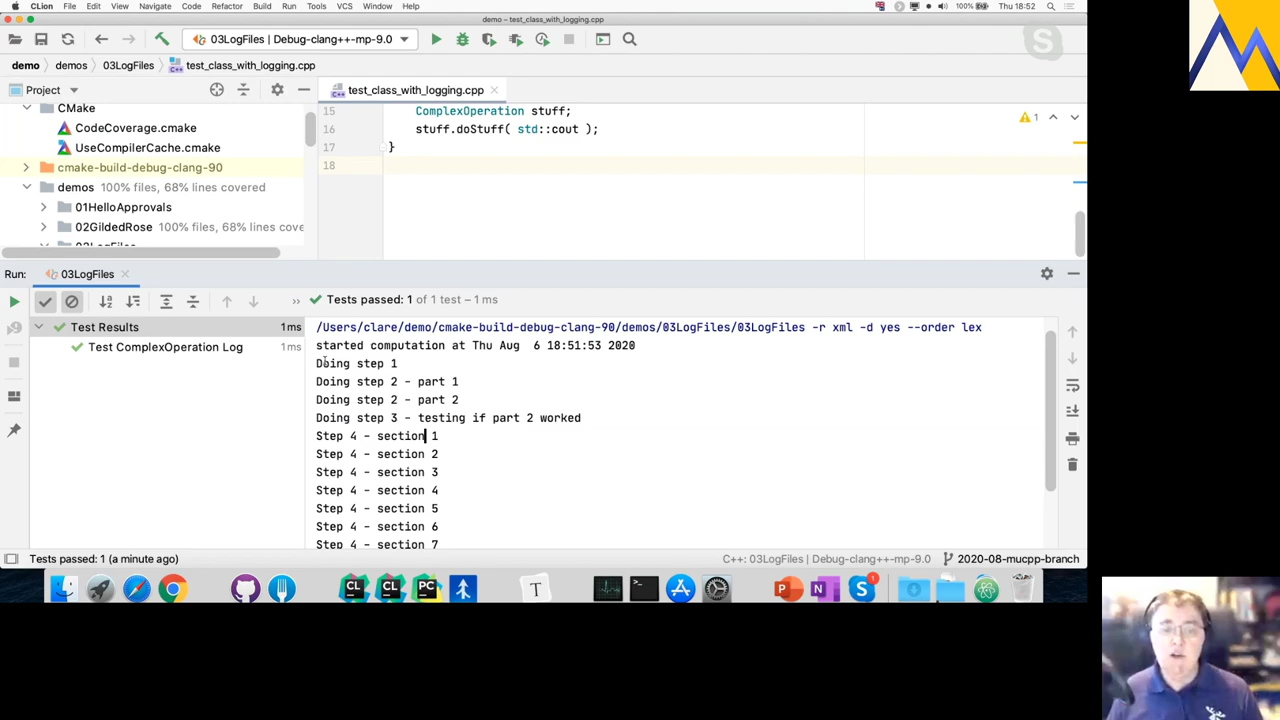 CLion File Edit View Navigate Code Refactor Build Run Tools VCS Window Help 100% Thu 18:52
demo – test_class_with_logging.cpp
03LogFiles | Debug-clang++-mp-9.0
demo demos 03LogFiles test_class_with_logging.cpp
Project
test_class_with_logging.cpp
CMake
CodeCoverage.cmake
UseCompilerCache.cmake
cmake-build-debug-clang-90
demos 100% files, 68% lines covered
01HelloApprovals
02GildedRose 100% files, 68% lines cove
03LogFiles
15 ComplexOperation stuff;
16 stuff.doStuff( std::cout );
17 }
18
1
Run: 03LogFiles
Tests passed: 1 of 1 test – 1 ms
Test Results 1ms
Test ComplexOperation Log 1ms
/Users/clare/demo/cmake-build-debug-clang-90/demos/03LogFiles/03LogFiles -r xml -d yes --order lex
started computation at Thu Aug  6 18:51:53 2020
Doing step 1
Doing step 2 - part 1
Doing step 2 - part 2
Doing step 3 - testing if part 2 worked
Step 4 - section 1
Step 4 - section 2
Step 4 - section 3
Step 4 - section 4
Step 4 - section 5
Step 4 - section 6
Step 4 - section 7
Tests passed: 1 (a minute ago)
C++: 03LogFiles | Debug-clang++-mp-9.0 2020-08-mucpp-branch
CL CL PC T P N S 1